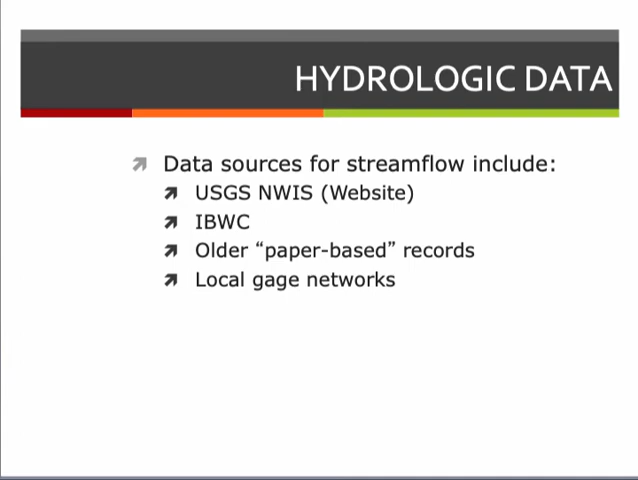 HYDROLOGIC DATA
Data sources for streamflow include:
USGS NWIS (Website)
IBWC
Older “paper-based” records
Local gage networks